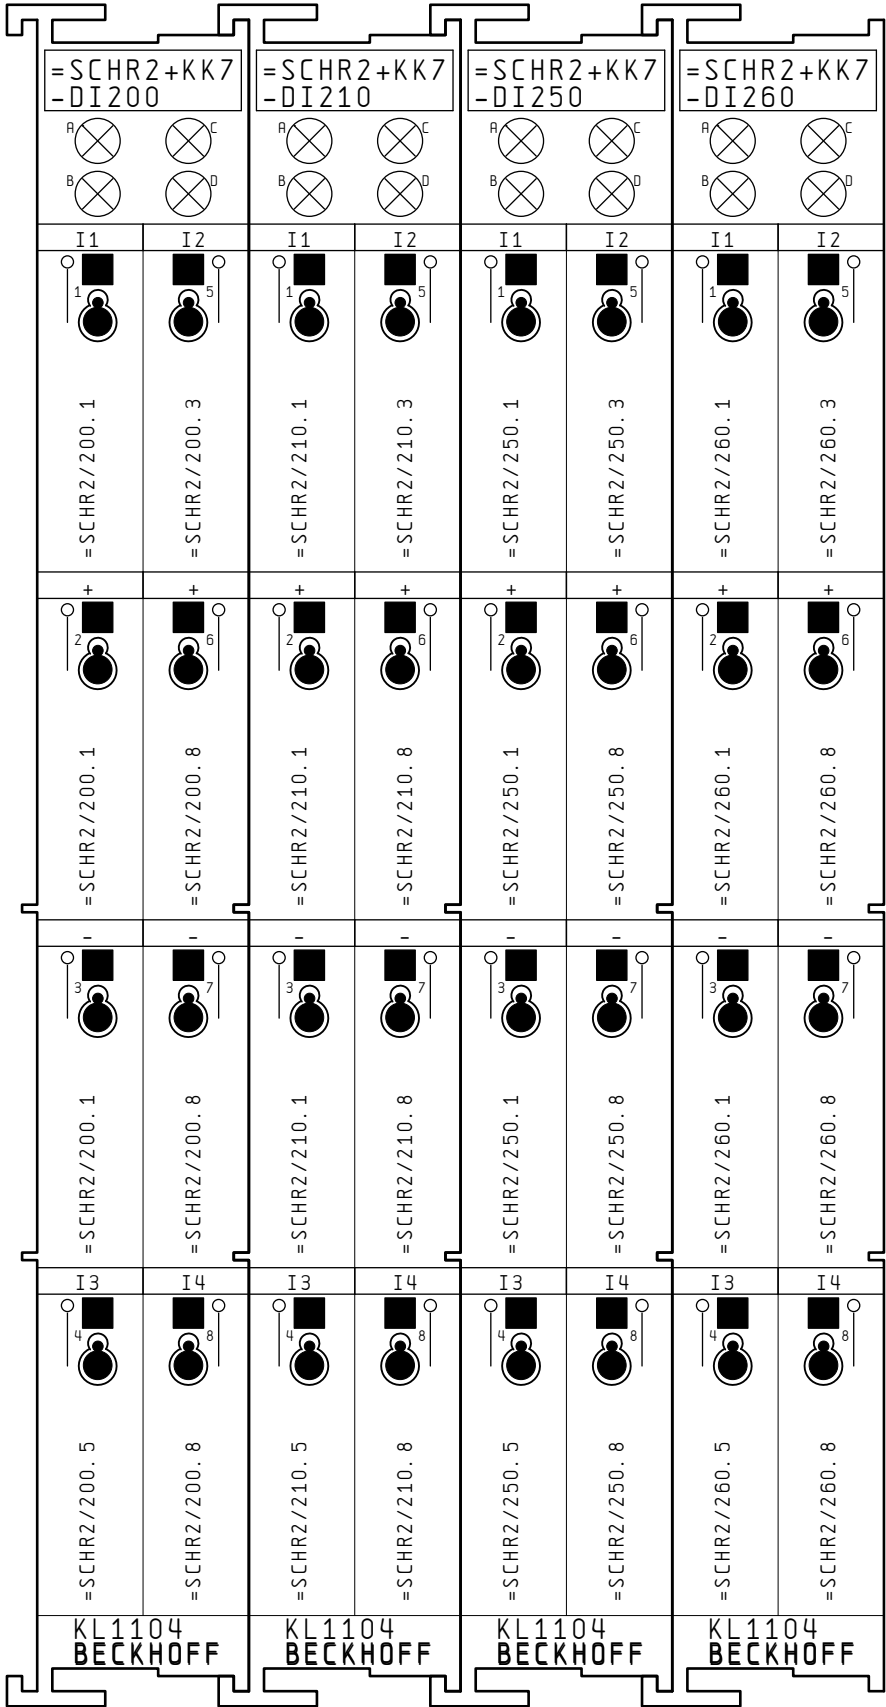 =SCHR2+KK7 =SCHR2+KK7 =SCHR2+KK7 =SCHR2+KK7
-DI200 -DI210 -DI250 -DI260
A C A C A C A C
B D B D B D B D
I1 I2 I1 I2 I1 I2 I1 I2
1 5 1 5 1 5 1 5
=SCHR2/200.1 =SCHR2/200.3 =SCHR2/210.1 =SCHR2/210.3 =SCHR2/250.1 =SCHR2/250.3 =SCHR2/260.1 =SCHR2/260.3
+ + + + + + + +
2 6 2 6 2 6 2 6
=SCHR2/200.1 =SCHR2/200.8 =SCHR2/210.1 =SCHR2/210.8 =SCHR2/250.1 =SCHR2/250.8 =SCHR2/260.1 =SCHR2/260.8
- - - - - - - -
3 7 3 7 3 7 3 7
=SCHR2/200.1 =SCHR2/200.8 =SCHR2/210.1 =SCHR2/210.8 =SCHR2/250.1 =SCHR2/250.8 =SCHR2/260.1 =SCHR2/260.8
I3 I4 I3 I4 I3 I4 I3 I4
4 8 4 8 4 8 4 8
=SCHR2/200.5 =SCHR2/200.8 =SCHR2/210.5 =SCHR2/210.8 =SCHR2/250.5 =SCHR2/250.8 =SCHR2/260.5 =SCHR2/260.8
KL1104 KL1104 KL1104 KL1104
BECKHOFF BECKHOFF BECKHOFF BECKHOFF